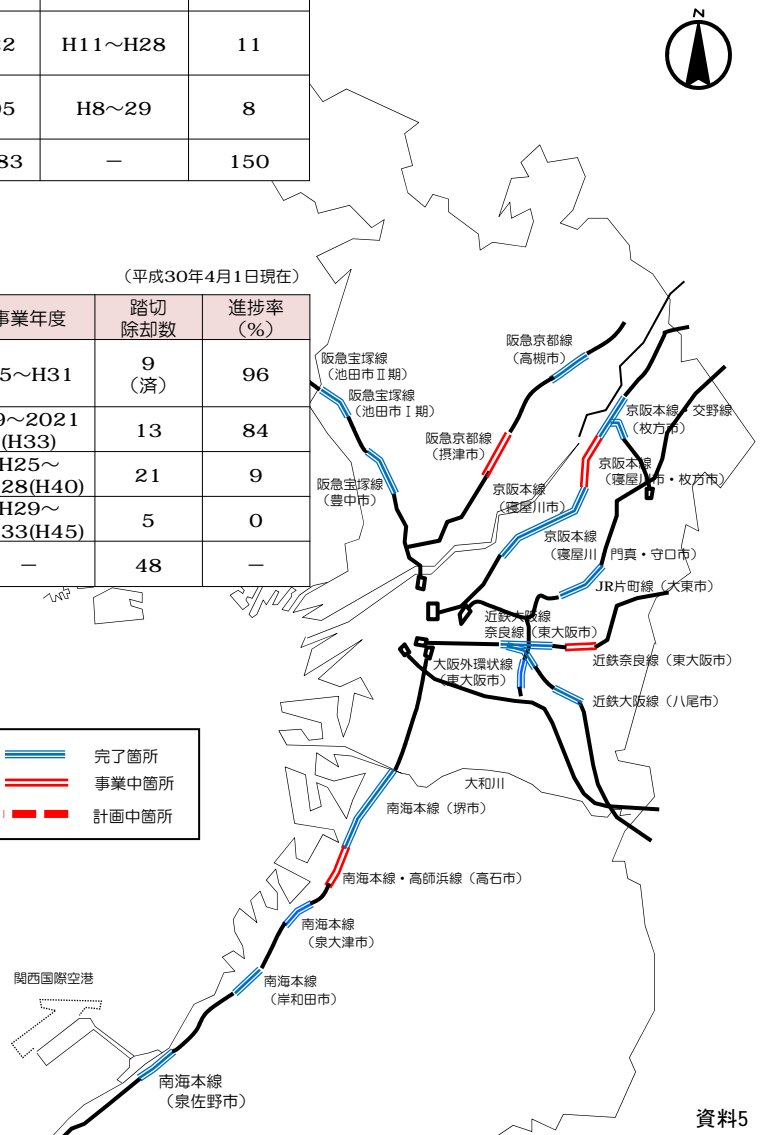 N
22 H11～H28 11
95 H8～29 8
83 － 150
（平成30年4月1日現在）
事業年度 踏切
除却数 進捗率
(%)
5～H31 9
（済） 96
9～2021
(H33) 13 84
H25～
28(H40) 21 9
H29～
33(H45) 5 0
－ 48 －
阪急宝塚線
（池田市Ⅱ期）
阪急宝塚線
（池田市Ⅰ期）
阪急宝塚線
（豊中市）
阪急京都線
（高槻市）
阪急京都線
（摂津市）
京阪本線・交野線
（枚方市）
京阪本線
（寝屋川市・枚方市）
京阪本線
（寝屋川市）
京阪本線
（寝屋川 門真・守口市）
JR片町線（大東市）
近鉄大阪線
奈良線（東大阪市）
近鉄奈良線（東大阪市）
大阪外環状線
（東大阪市）
近鉄大阪線（八尾市）
大和川
南海本線（堺市）
南海本線・高師浜線（高石市）
南海本線
（泉大津市）
南海本線
（岸和田市）
南海本線
（泉佐野市）
関西国際空港
完了箇所
事業中箇所
計画中箇所
資料5